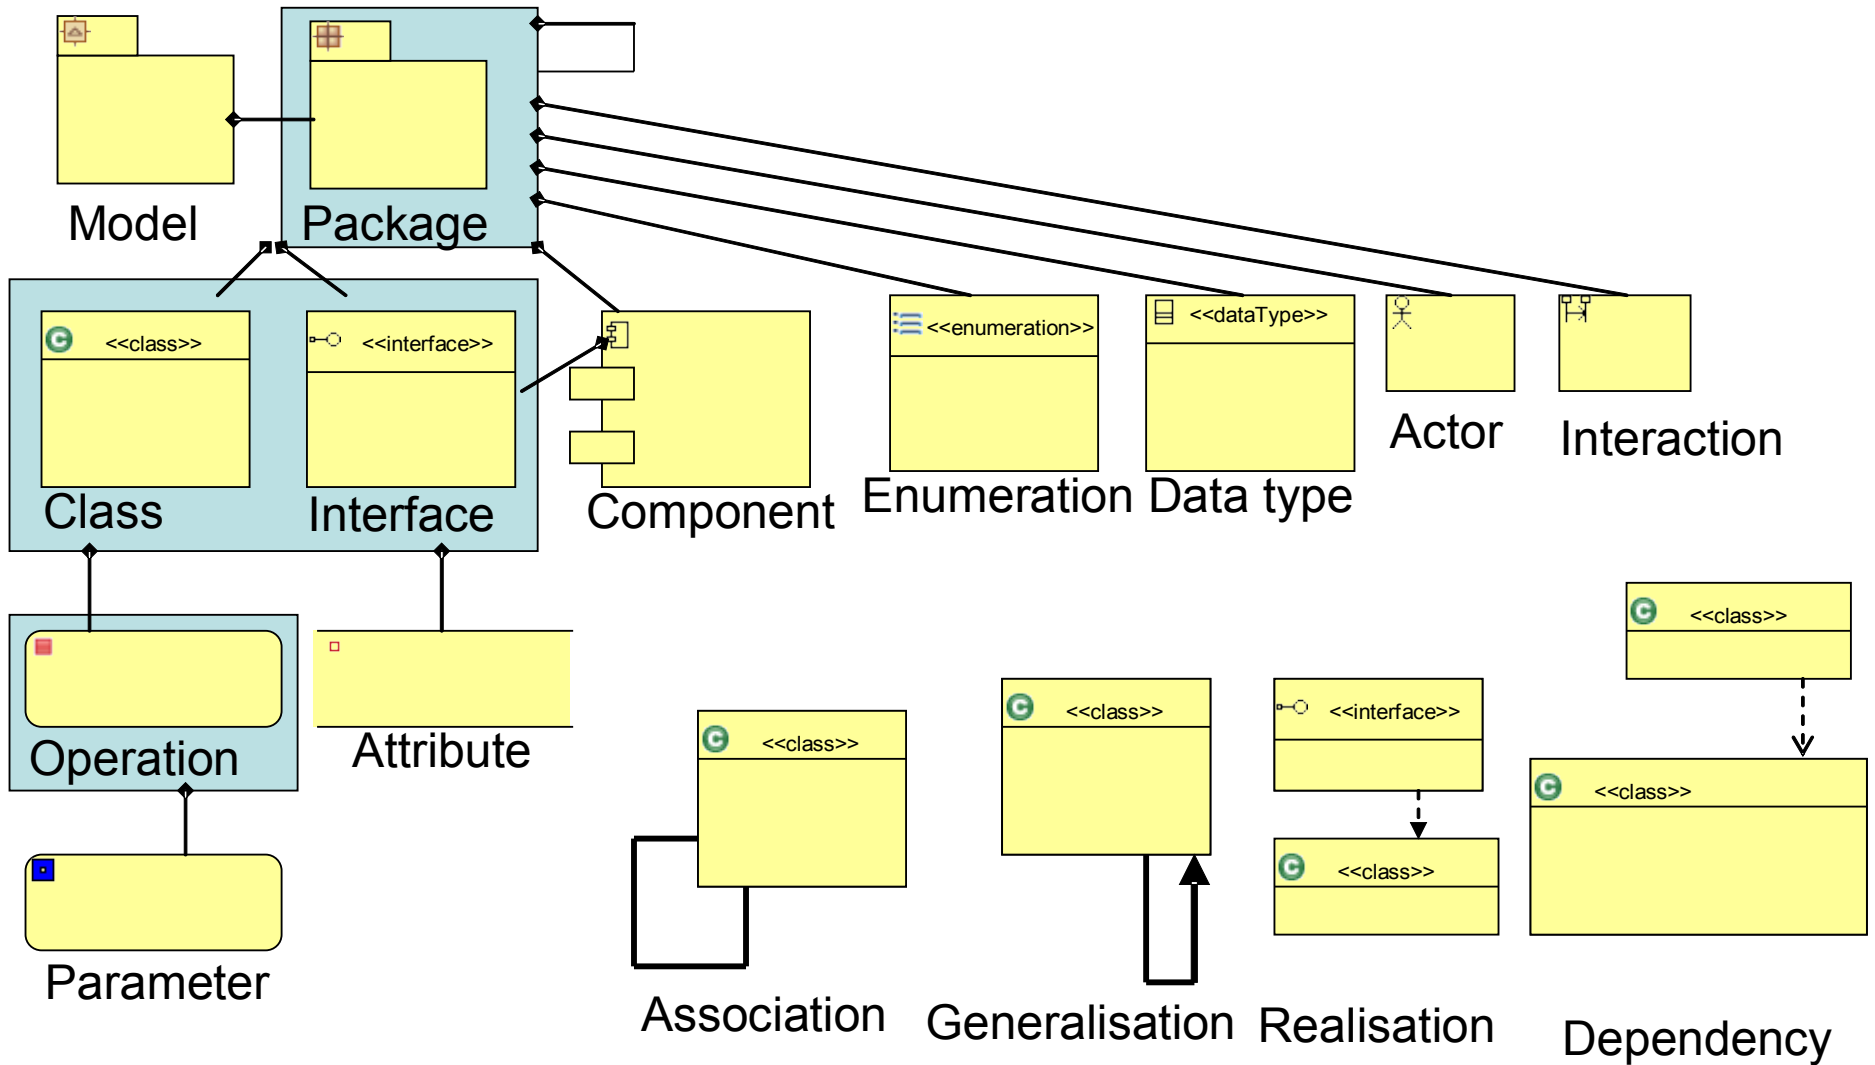 Model
Package
<<class>>
<<interface>>
<<enumeration>>
<<dataType>>
Class
Interface
Component
Enumeration
Data type
Actor
Interaction
Operation
Attribute
Parameter
<<class>>
Association
<<class>>
Generalisation
<<interface>>
<<class>>
Realisation
<<class>>
<<class>>
Dependency